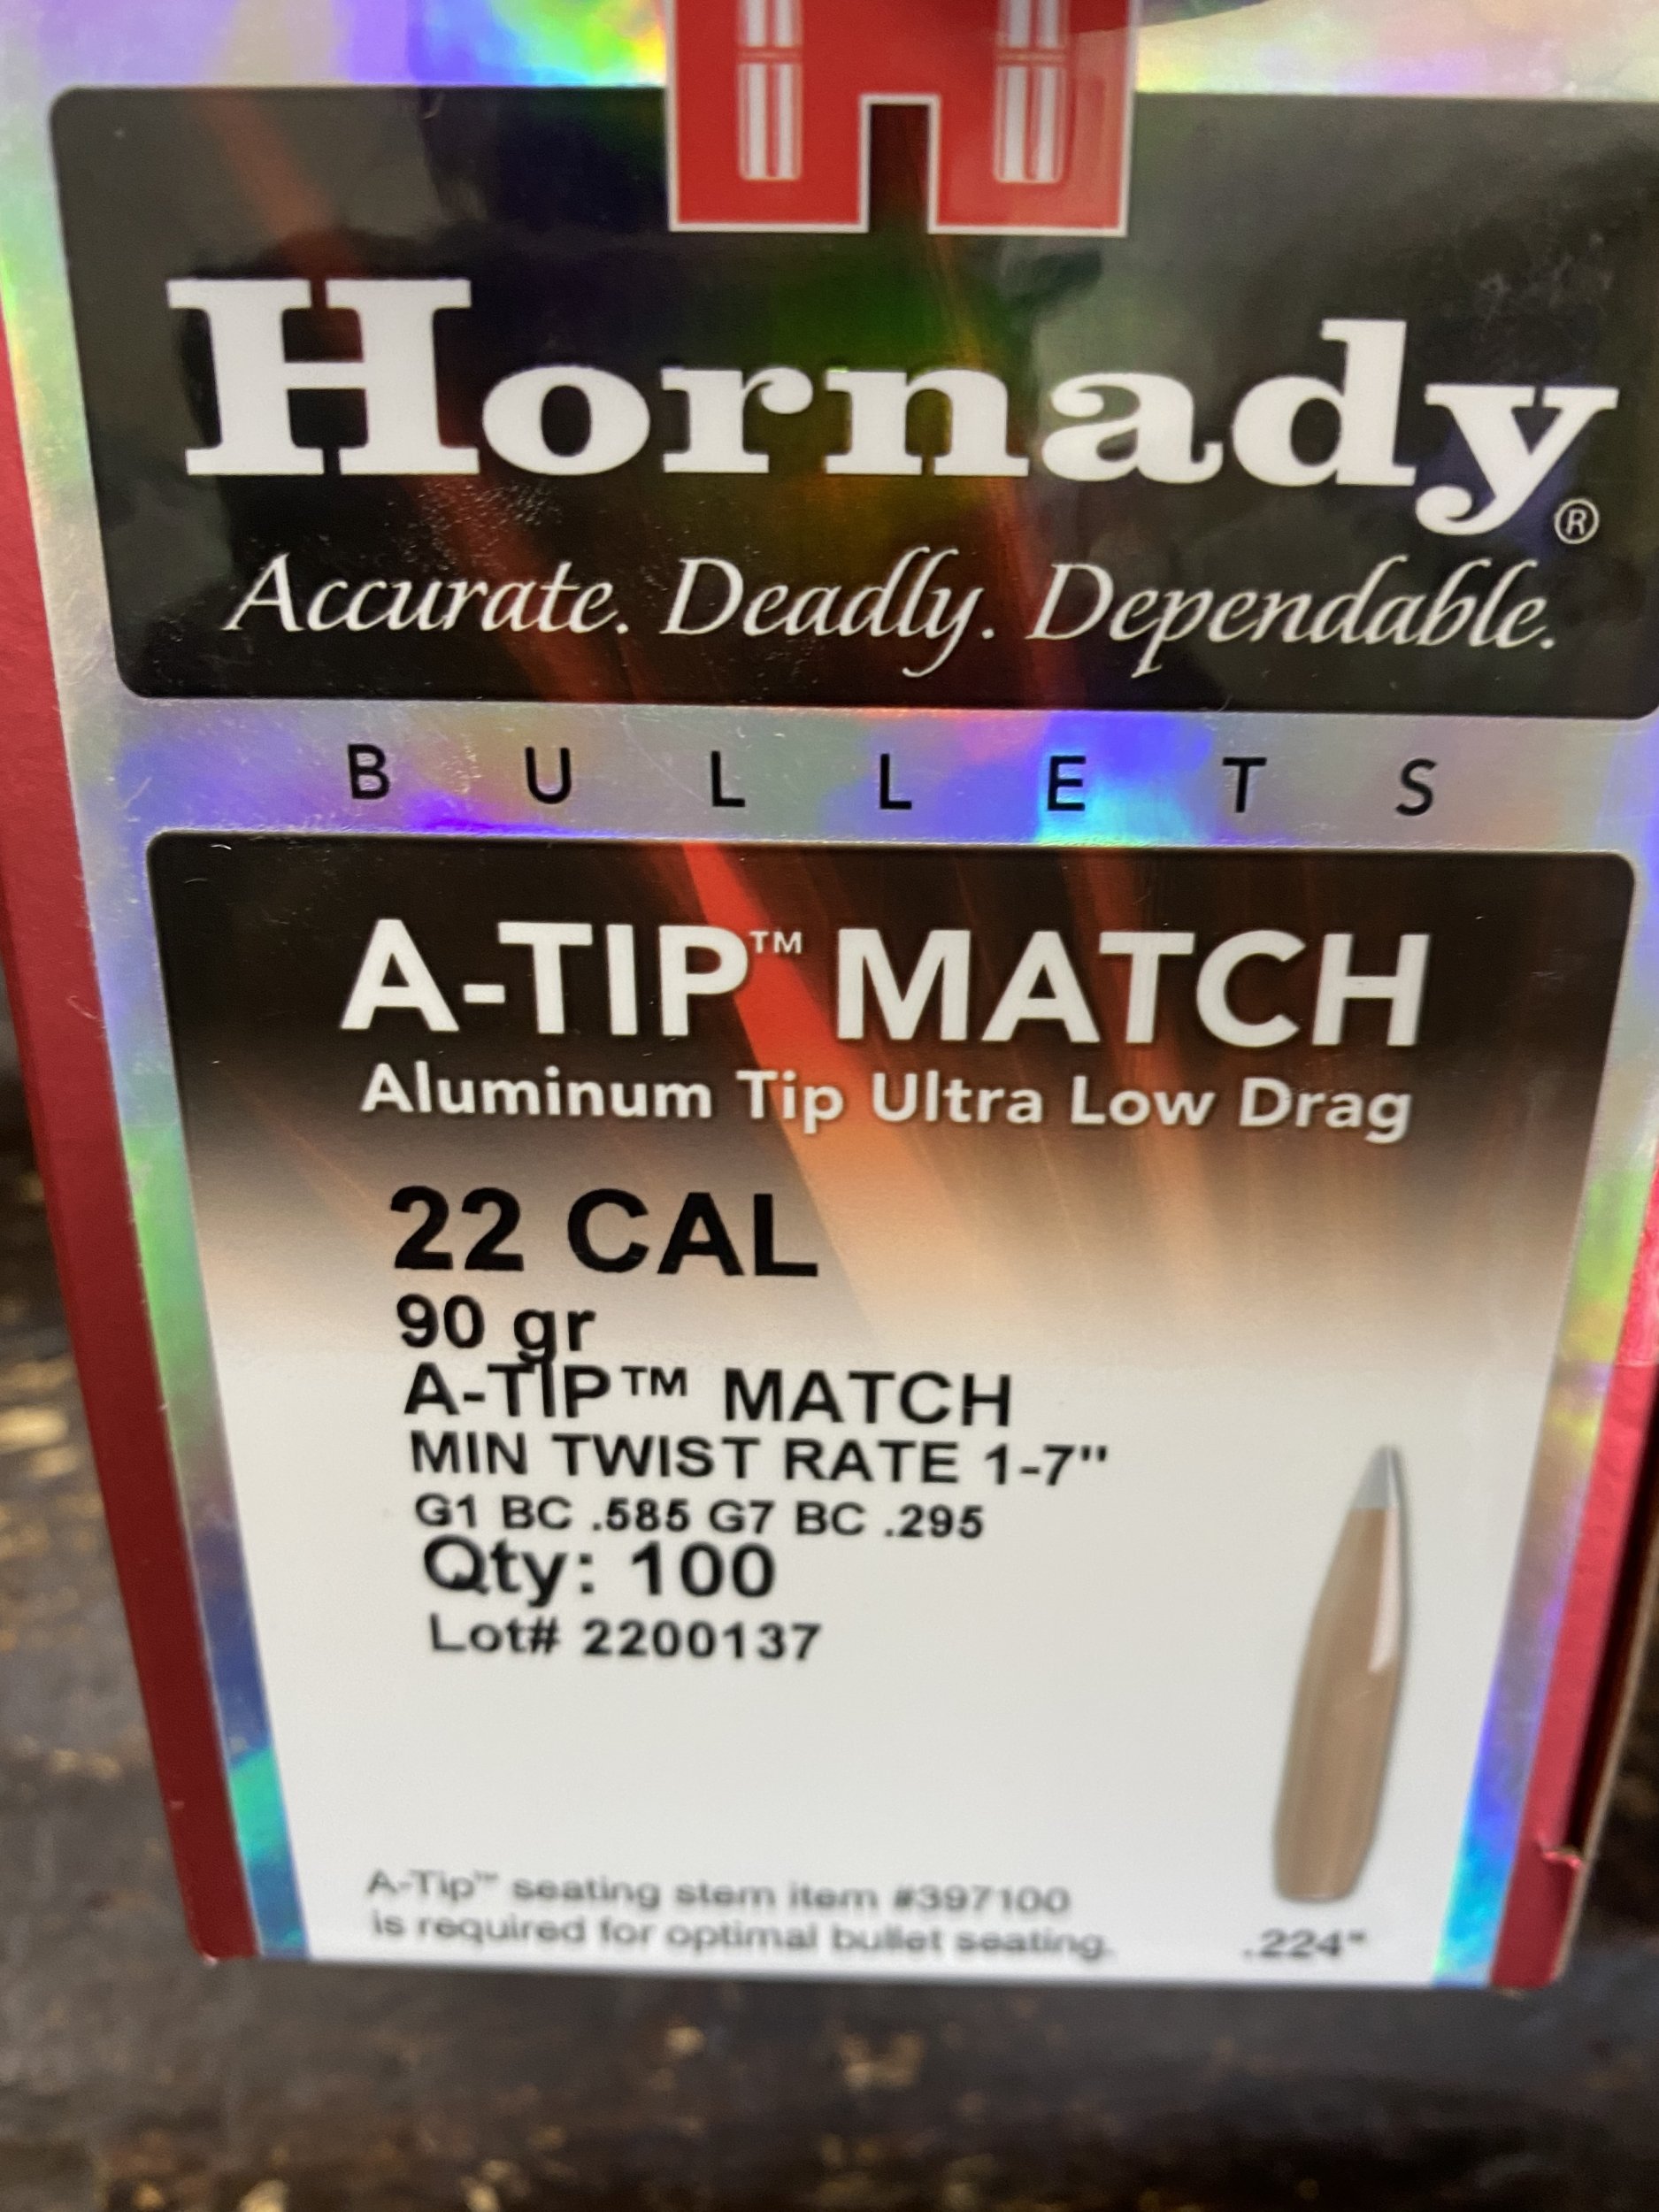 Hornady®
Accurate. Deadly. Dependable.
BULLETS
A-TIP™ MATCH
Aluminum Tip Ultra Low Drag
22 CAL
90 gr
A-TIP™ MATCH
MIN TWIST RATE 1-7"
G1 BC .585 G7 BC .295
Qty: 100
Lot# 2200137
A-Tip™ seating stem item #397100
is required for optimal bullet seating.
.224"